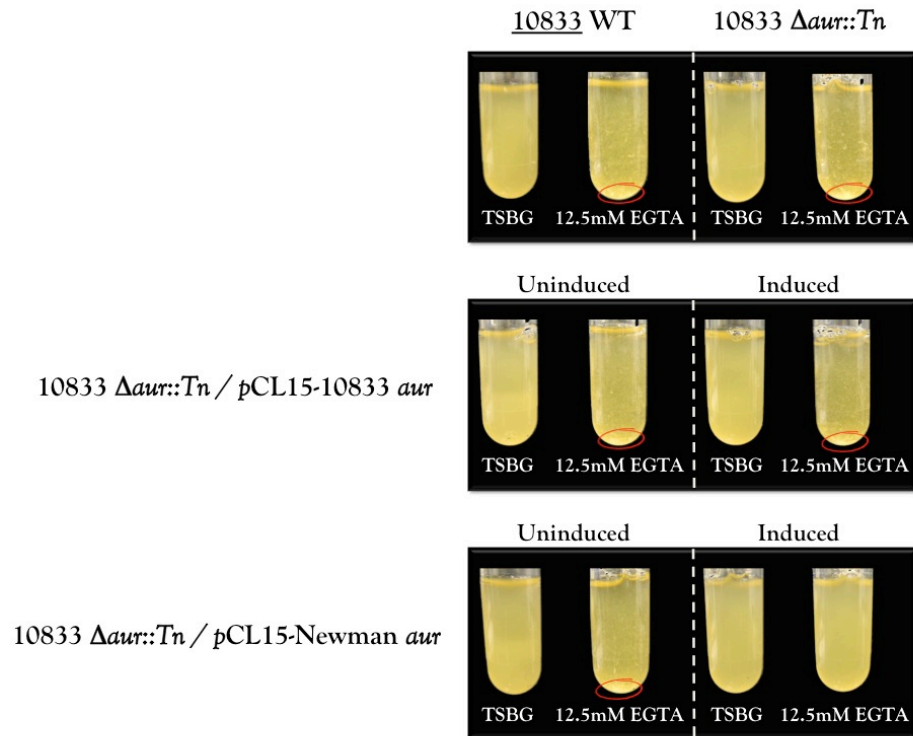 10833 WT 10833 Δaur::Tn
TSBG 12.5mM EGTA TSBG 12.5mM EGTA
Uninduced Induced
10833 Δaur::Tn / pCL15-10833 aur
TSBG 12.5mM EGTA TSBG 12.5mM EGTA
Uninduced Induced
10833 Δaur::Tn / pCL15-Newman aur
TSBG 12.5mM EGTA TSBG 12.5mM EGTA